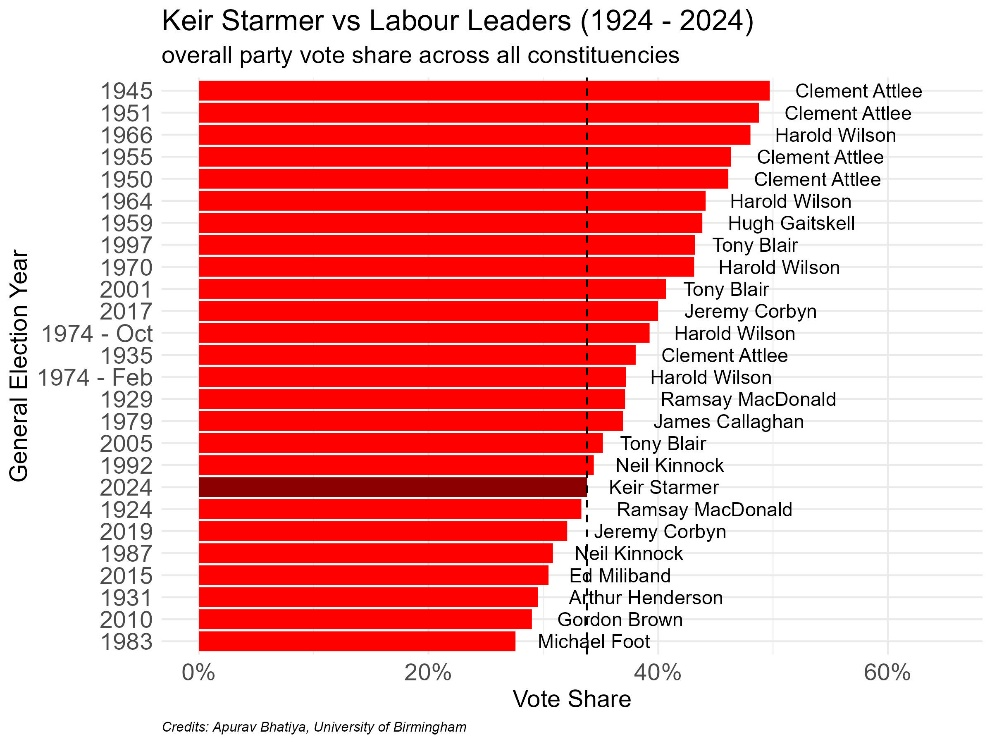 Keir Starmer vs Labour Leaders (1924 - 2024)
overall party vote share across all constituencies
General Election Year
1945 Clement Attlee
1951 Clement Attlee
1966 Harold Wilson
1955 Clement Attlee
1950 Clement Attlee
1964 Harold Wilson
1959 Hugh Gaitskell
1997 Tony Blair
1970 Harold Wilson
2001 Tony Blair
2017 Jeremy Corbyn
1974 - Oct Harold Wilson
1935 Clement Attlee
1974 - Feb Harold Wilson
1929 Ramsay MacDonald
1979 James Callaghan
2005 Tony Blair
1992 Neil Kinnock
2024 Keir Starmer
1924 Ramsay MacDonald
2019 Jeremy Corbyn
1987 Neil Kinnock
2015 Ed Miliband
1931 Arthur Henderson
2010 Gordon Brown
1983 Michael Foot
0% 20% 40% 60%
Vote Share
Credits: Apurav Bhatiya, University of Birmingham